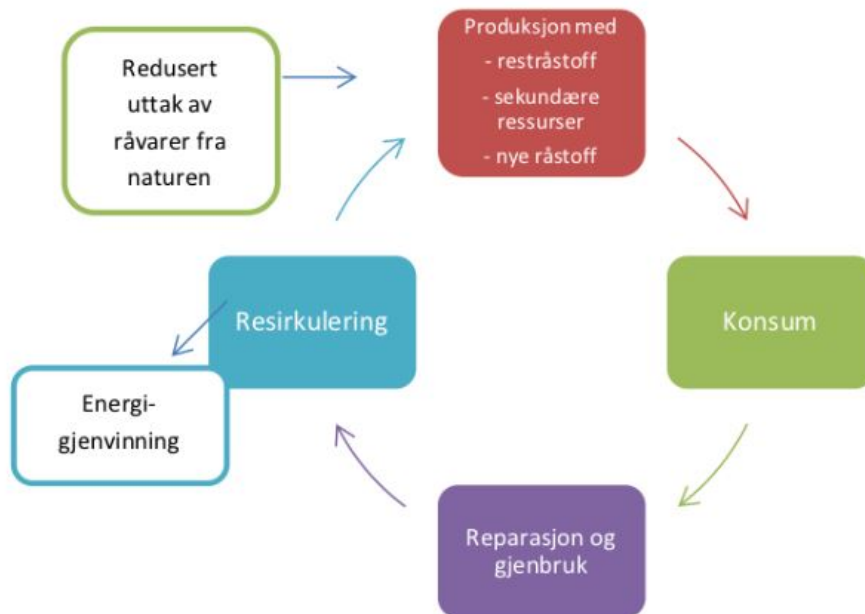 Redusert
uttak av
råvarer fra
naturen
Produksjon med
- restråstoff
- sekundære
ressurser
- nye råstoff
Resirkulering
Konsum
Energi-
gjenvinning
Reparasjon og
gjenbruk